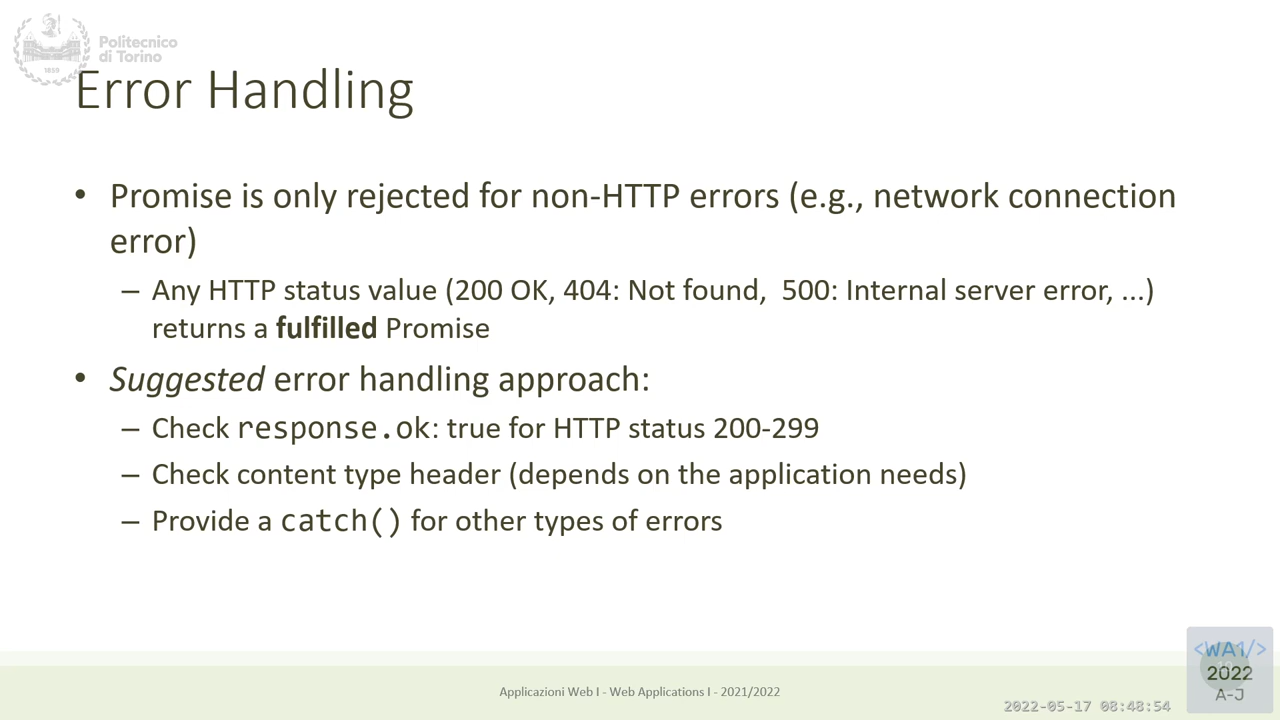 Politecnico
di Torino
1859
Error Handling
• Promise is only rejected for non-HTTP errors (e.g., network connection
error)
– Any HTTP status value (200 OK, 404: Not found,  500: Internal server error, ...)
returns a fulfilled Promise
• Suggested error handling approach:
– Check response.ok: true for HTTP status 200-299
– Check content type header (depends on the application needs)
– Provide a catch() for other types of errors
Applicazioni Web I - Web Applications I - 2021/2022
2022-05-17 08:48:54
<WA1/>
2022
A-J